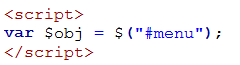 <script>
var $obj = $("#menu");
</script>